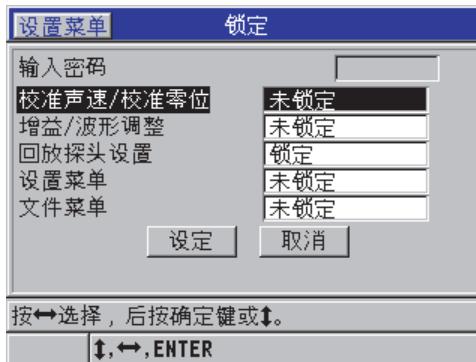 设置菜单 锁定
输入密码
校准声速/校准零位 未锁定
增益/波形调整 未锁定
回放探头设置 锁定
设置菜单 未锁定
文件菜单 未锁定
设定 取消
按↔选择，后按确定键或↕。
↕,↔,ENTER